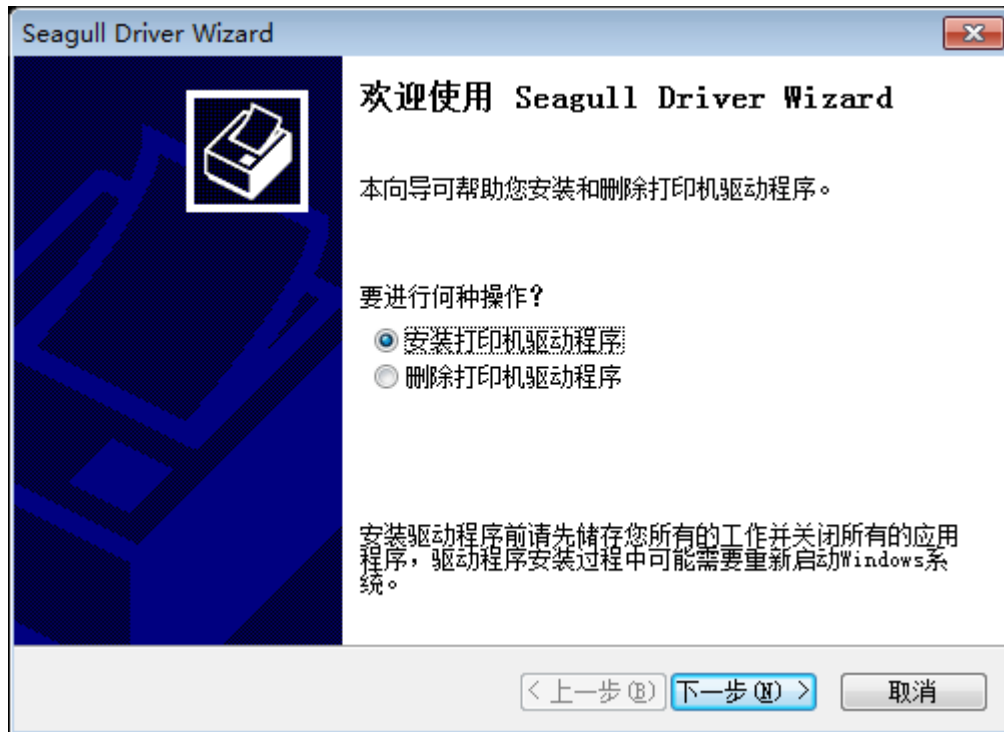 Seagull Driver Wizard
欢迎使用 Seagull Driver Wizard
本向导可帮助您安装和删除打印机驱动程序。
要进行何种操作?
安装打印机驱动程序
删除打印机驱动程序
安装驱动程序前请先储存您所有的工作并关闭所有的应用
程序，驱动程序安装过程中可能需要重新启动Windows系
统。
< 上一步(B) 下一步(N) > 取消